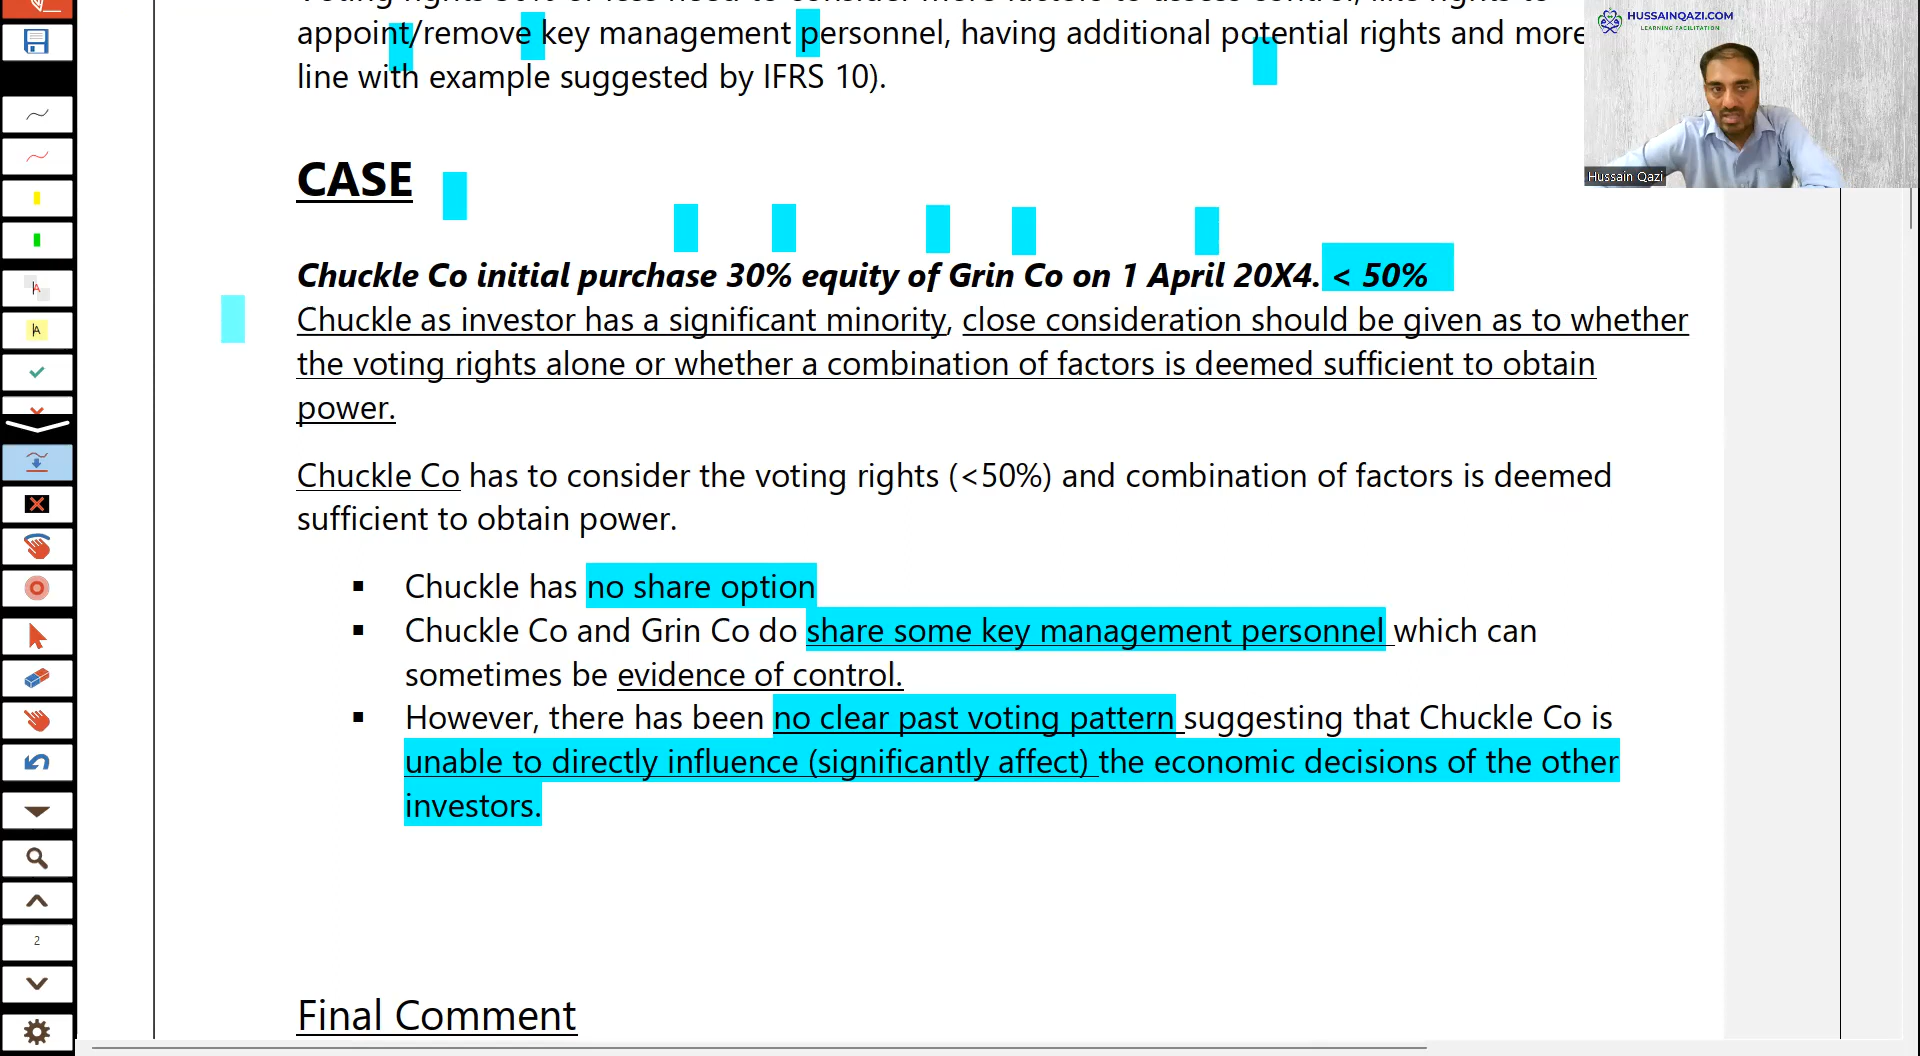 appoint/remove key management personnel, having additional potential rights and more
line with example suggested by IFRS 10).
HUSSAINQAZI.COM
LEARNING FACILITATION
Hussain Qazi
CASE
Chuckle Co initial purchase 30% equity of Grin Co on 1 April 20X4. < 50%
Chuckle as investor has a significant minority, close consideration should be given as to whether
the voting rights alone or whether a combination of factors is deemed sufficient to obtain
power.
Chuckle Co has to consider the voting rights (<50%) and combination of factors is deemed
sufficient to obtain power.
▪ Chuckle has no share option
▪ Chuckle Co and Grin Co do share some key management personnel which can
sometimes be evidence of control.
▪ However, there has been no clear past voting pattern suggesting that Chuckle Co is
unable to directly influence (significantly affect) the economic decisions of the other
investors.
Final Comment
A
A
2